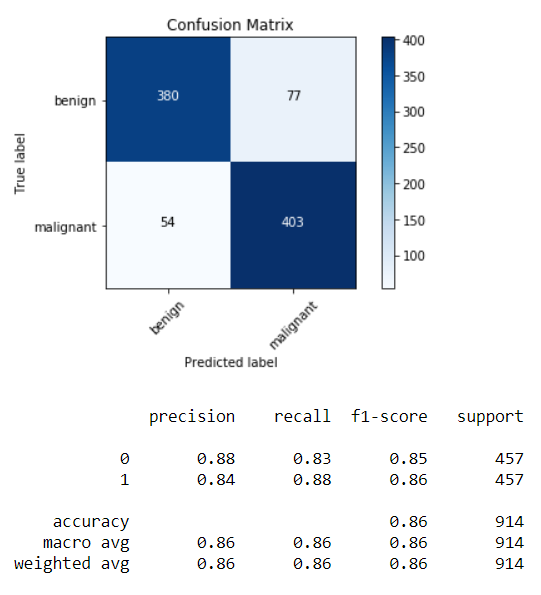 Confusion Matrix
benign
380
77
malignant
54
403
True label
benign
malignant
Predicted label
400
350
300
250
200
150
100
precision recall f1-score support
0 0.88 0.83 0.85 457
1 0.84 0.88 0.86 457
accuracy 0.86 914
macro avg 0.86 0.86 0.86 914
weighted avg 0.86 0.86 0.86 914